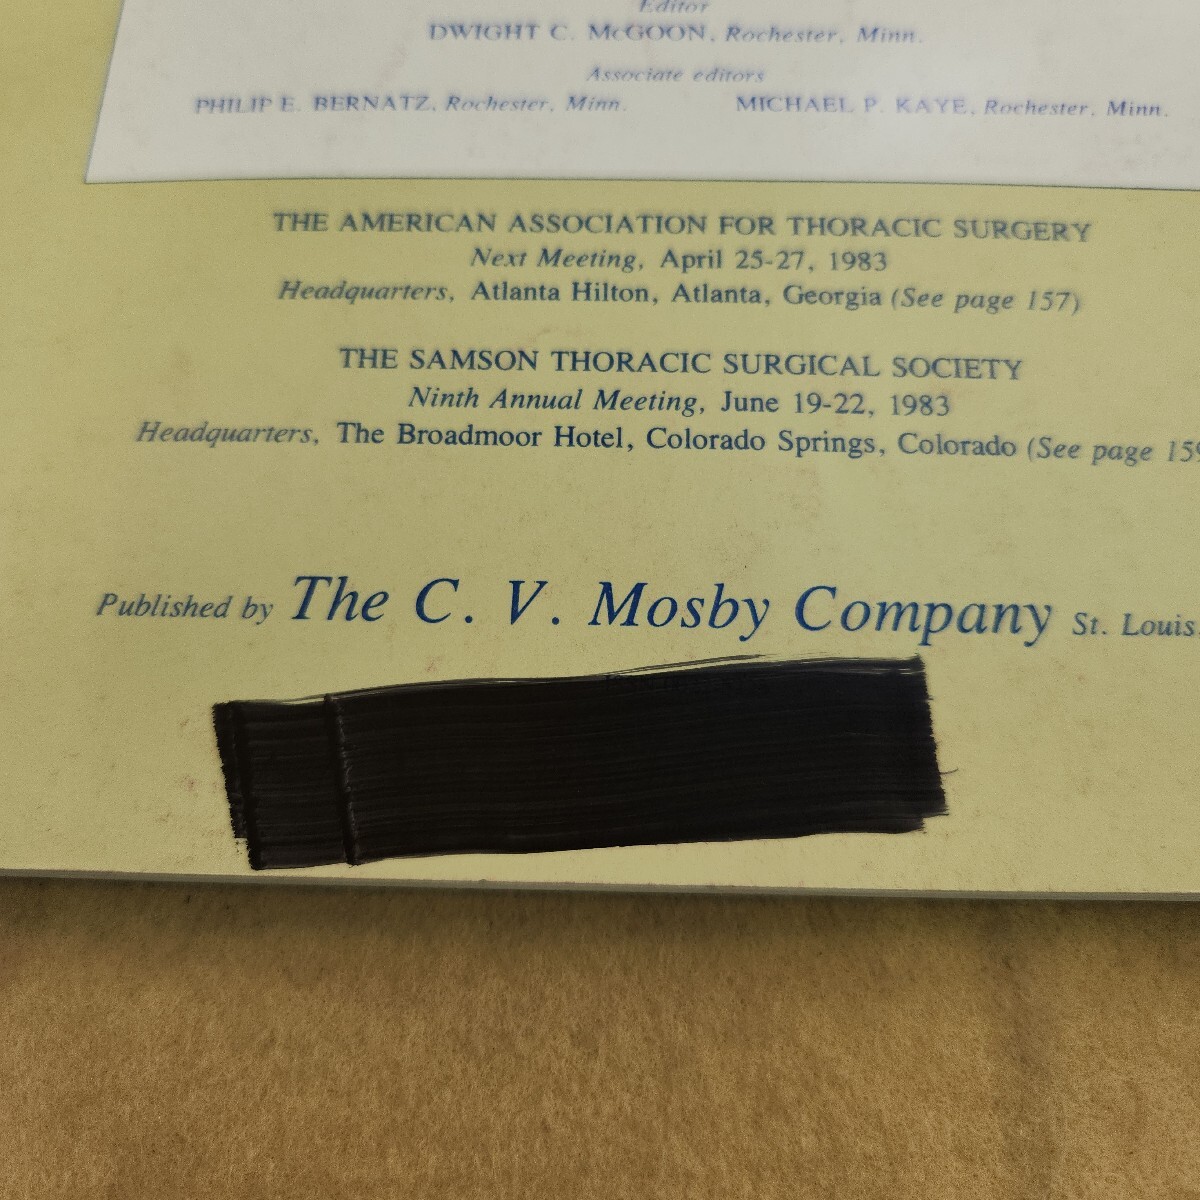 Editor
DWIGHT C. McGOON, Rochester, Minn.
Associate editors
PHILIP E. BERNATZ, Rochester, Minn. MICHAEL P. KAYE, Rochester, Minn.
THE AMERICAN ASSOCIATION FOR THORACIC SURGERY
Next Meeting, April 25-27, 1983
Headquarters, Atlanta Hilton, Atlanta, Georgia (See page 157)
THE SAMSON THORACIC SURGICAL SOCIETY
Ninth Annual Meeting, June 19-22, 1983
Headquarters, The Broadmoor Hotel, Colorado Springs, Colorado (See page 159
Published by The C. V. Mosby Company St. Louis,